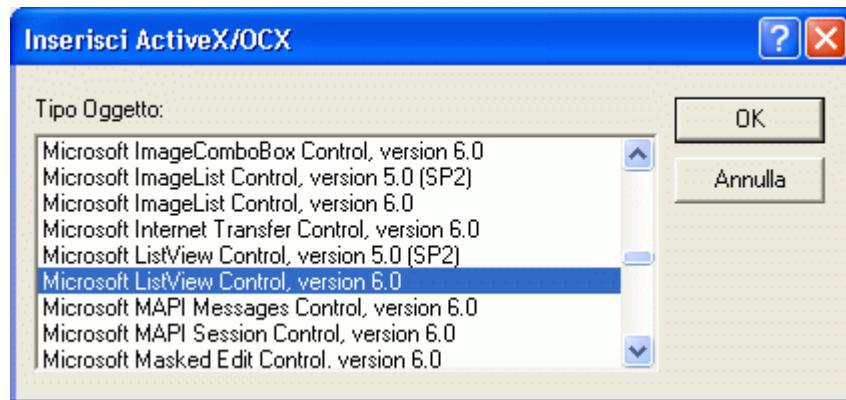 Inserisci ActiveX/OCX
Tipo Oggetto:
OK
Microsoft ImageComboBox Control, version 6.0
Microsoft ImageList Control, version 5.0 (SP2)
Annulla
Microsoft ImageList Control, version 6.0
Microsoft Internet Transfer Control, version 6.0
Microsoft ListView Control, version 5.0 (SP2)
Microsoft ListView Control, version 6.0
Microsoft MAPI Messages Control, version 6.0
Microsoft MAPI Session Control, version 6.0
Microsoft Masked Edit Control. version 6.0